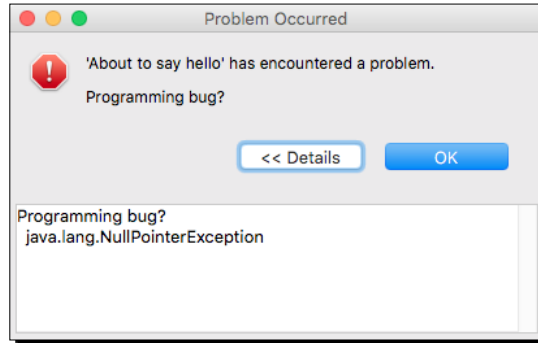 Problem Occurred
'About to say hello' has encountered a problem.
Programming bug?
<< Details
OK
Programming bug?
java.lang.NullPointerException